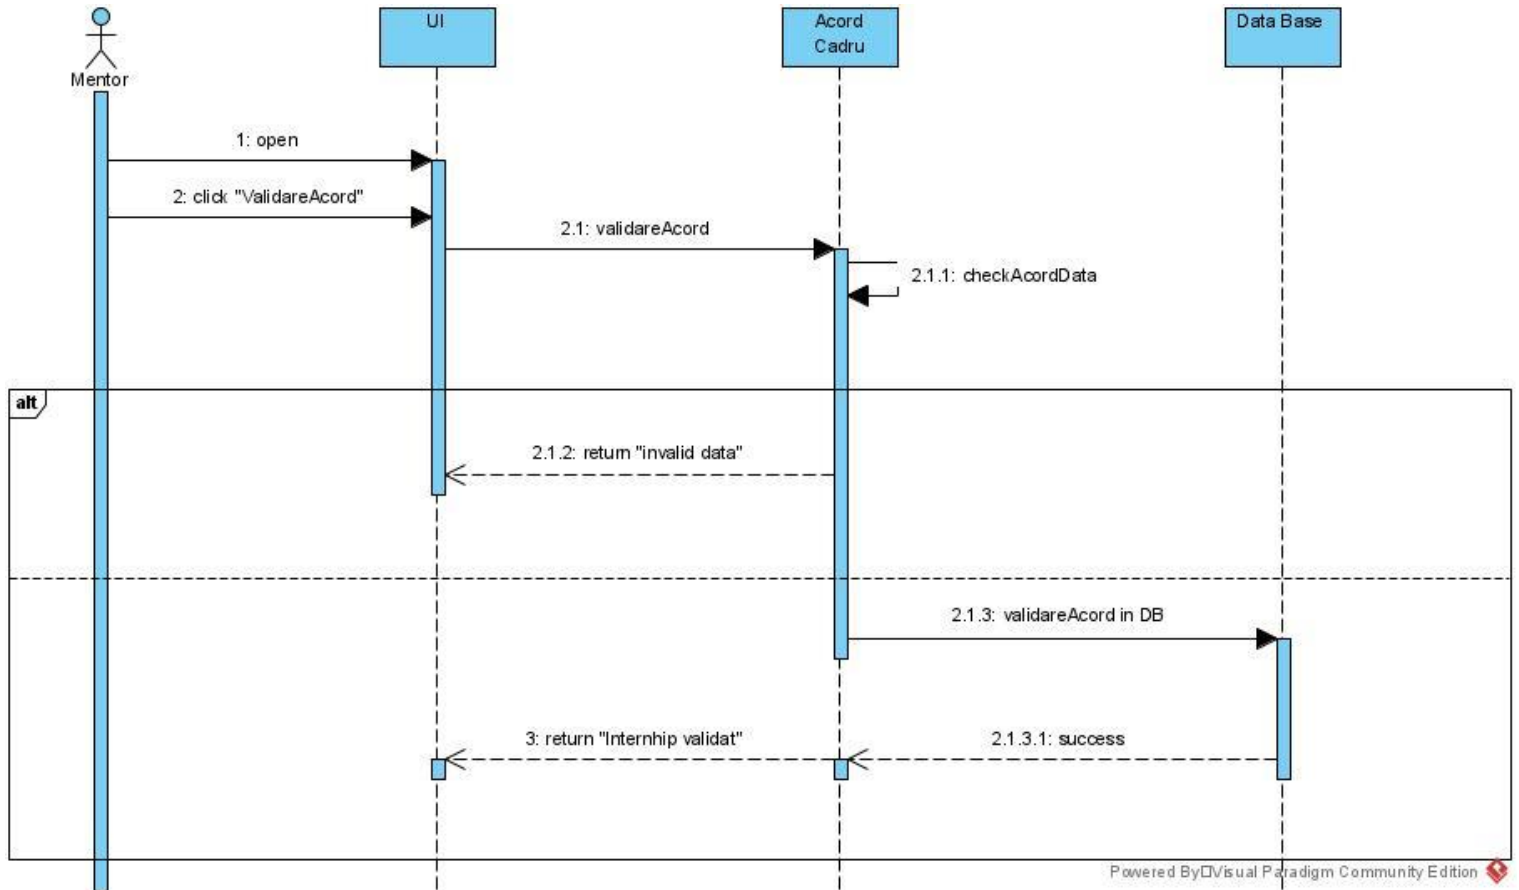 UI
Acord
Cadru
Data Base
Mentor
1: open
2: click "ValidareAcord"
2.1: validareAcord
2.1.1: checkAcordData
alt
2.1.2: return "invalid data"
2.1.3: validareAcord in DB
3: return "Internhip validat"
2.1.3.1: success
Powered By□Visual Paradigm Community Edition